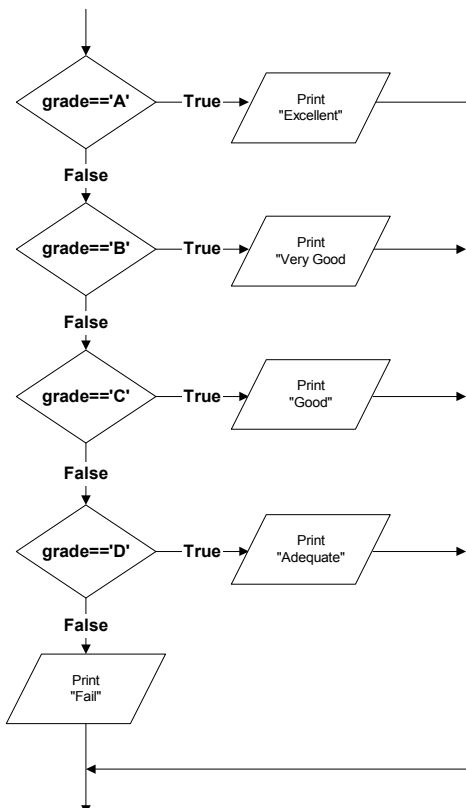 grade=='A'
True
Print
"Excellent"
False
grade=='B'
True
Print
"Very Good
False
grade=='C'
True
Print
"Good"
False
grade=='D'
True
Print
"Adequate"
False
Print
"Fail"